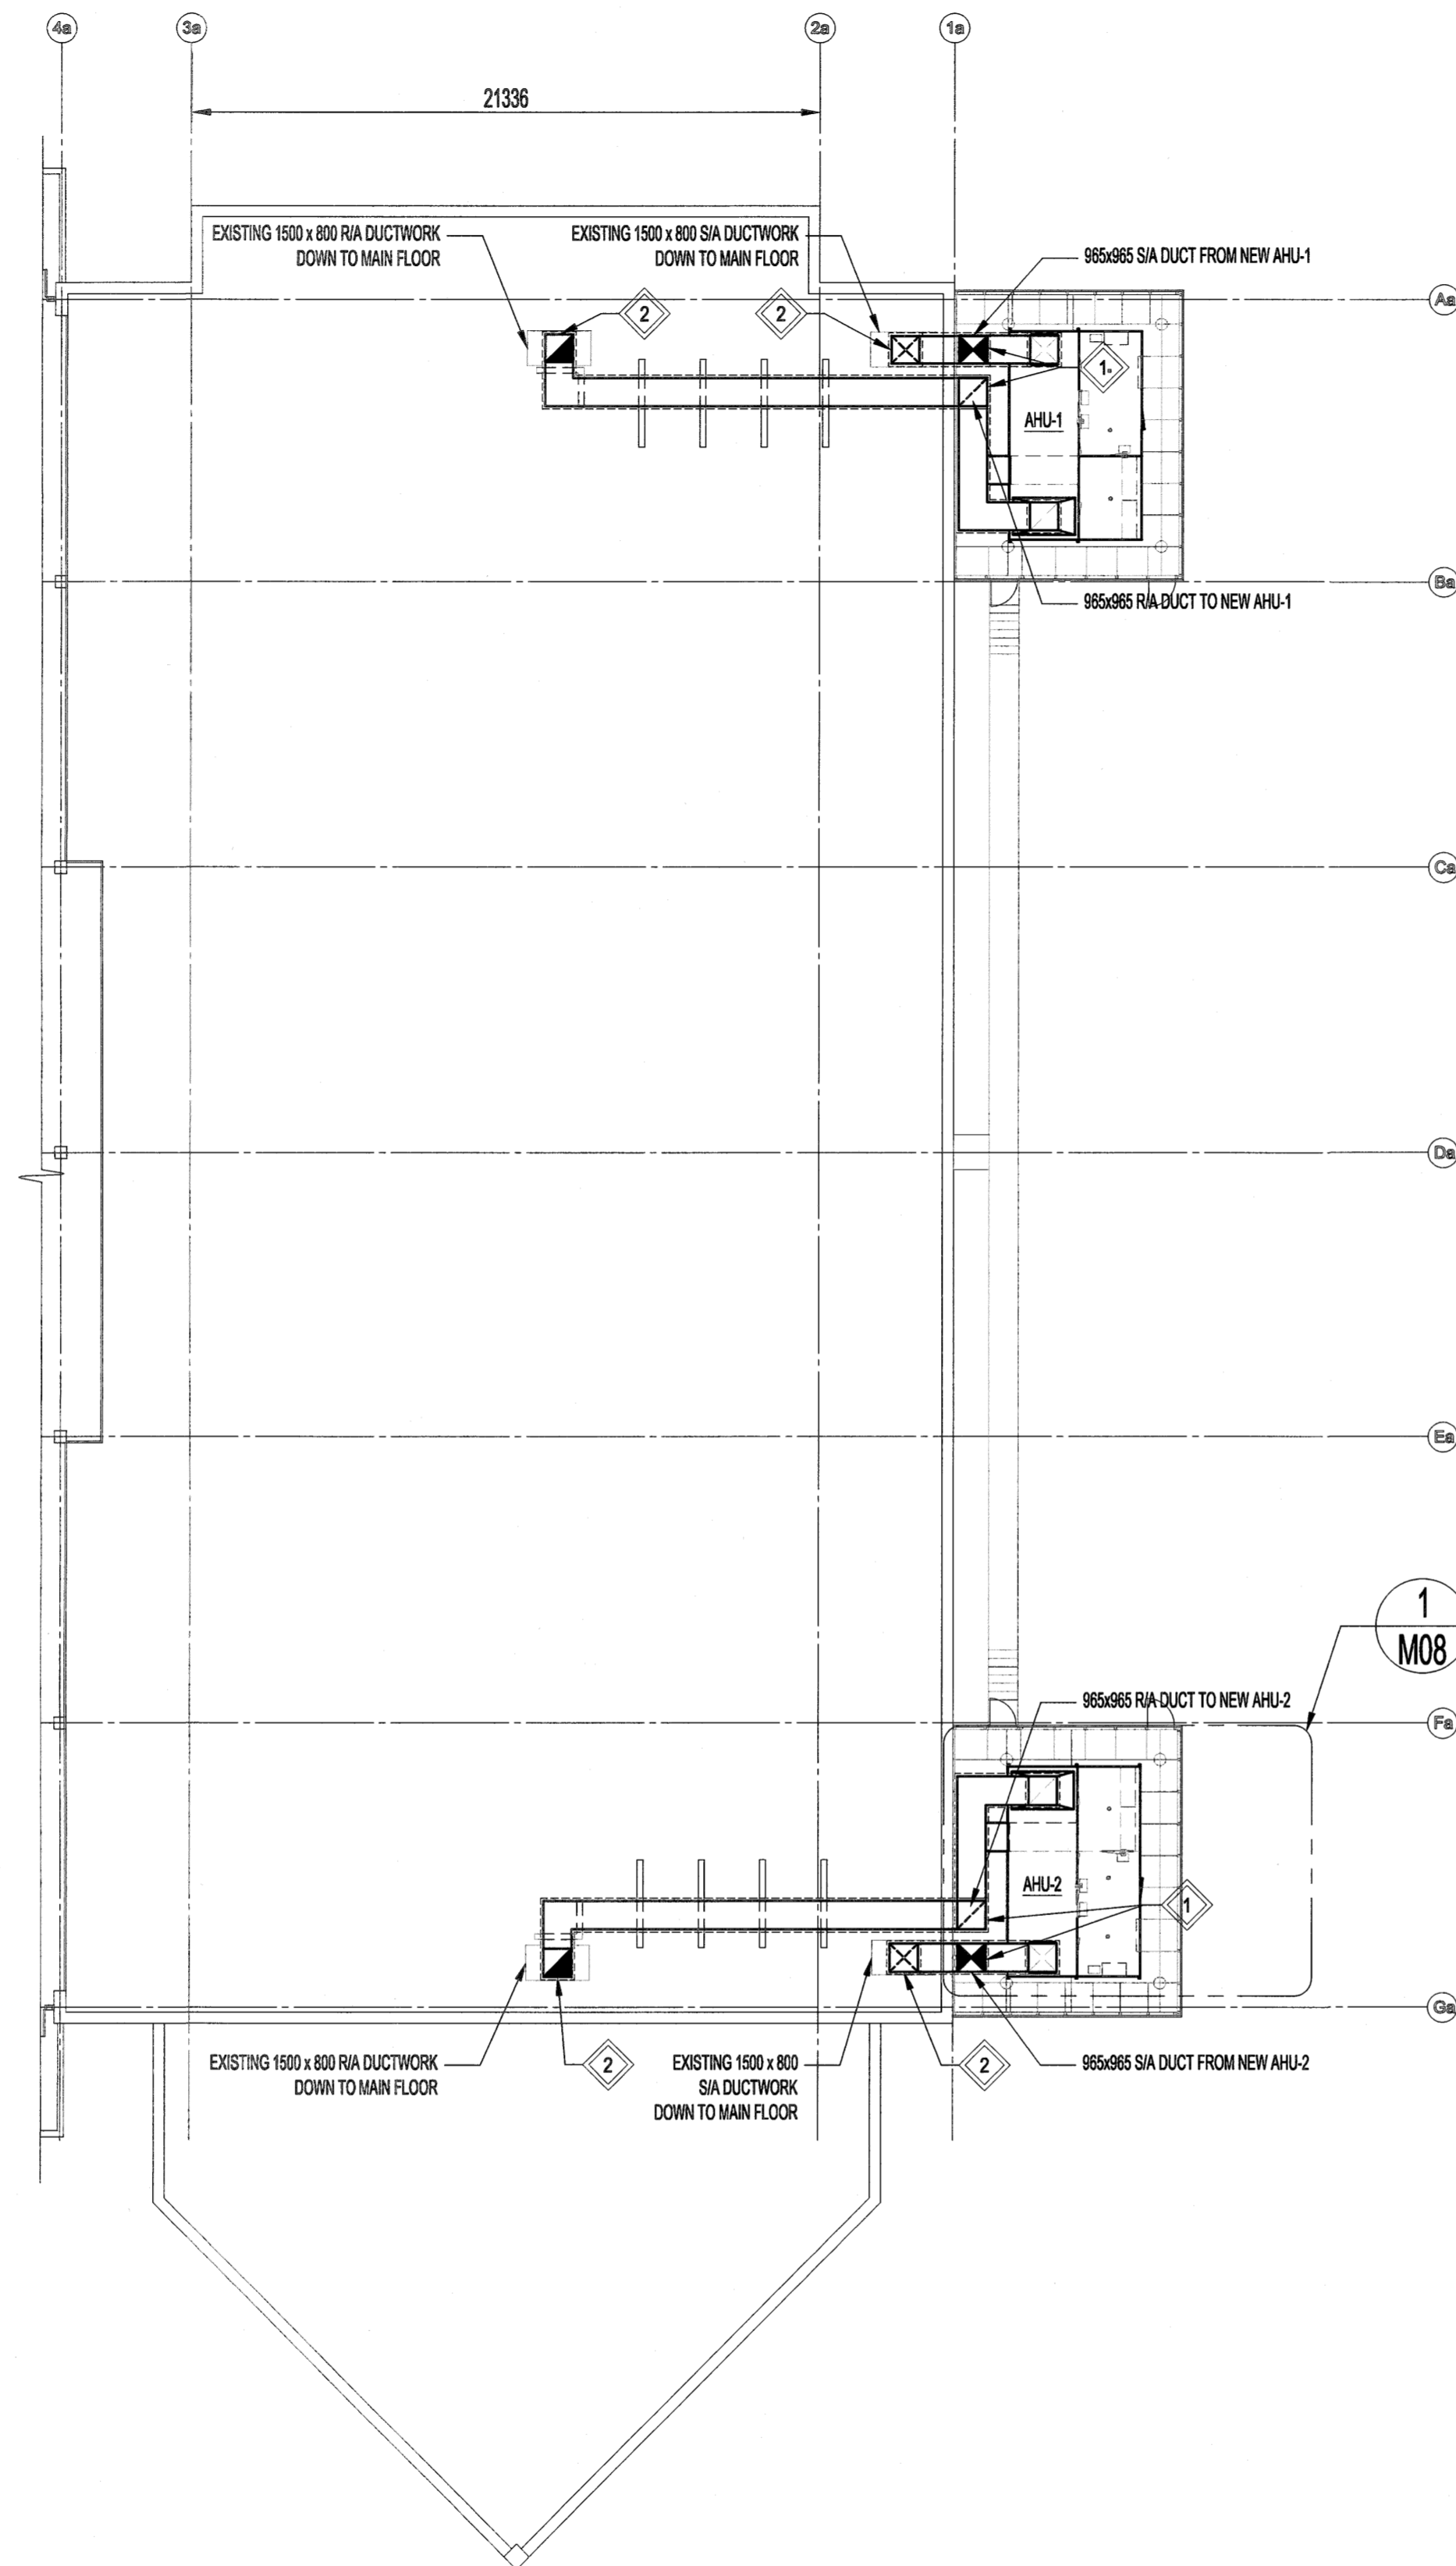 4a
3a
2a
1a
21336
EXISTING 1500 x 800 R/A DUCTWORK
DOWN TO MAIN FLOOR
EXISTING 1500 x 800 S/A DUCTWORK
DOWN TO MAIN FLOOR
965x965 S/A DUCT FROM NEW AHU-1
Aa
2
2
1
AHU-1
Ba
965x965 R/A DUCT TO NEW AHU-1
Ca
Da
Ea
1
M08
965x965 R/A DUCT TO NEW AHU-2
Fa
AHU-2
1
Ga
EXISTING 1500 x 800 R/A DUCTWORK
DOWN TO MAIN FLOOR
2
EXISTING 1500 x 800
S/A DUCTWORK
DOWN TO MAIN FLOOR
2
965x965 S/A DUCT FROM NEW AHU-2